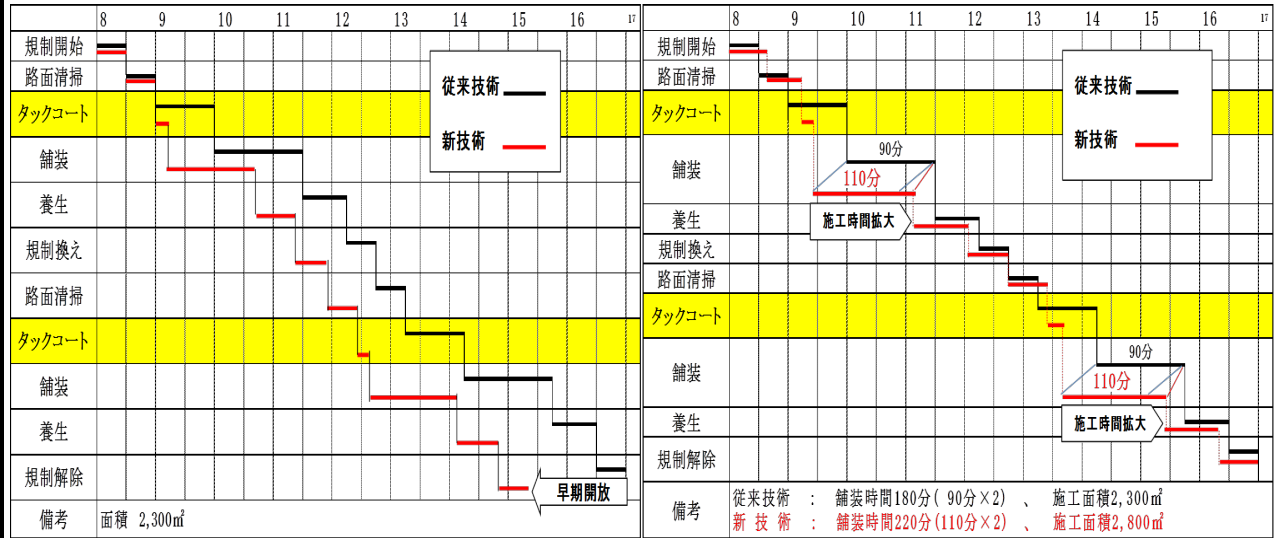 8 9 10 11 12 13 14 15 16 17
規制開始
路面清掃
タックコート
舗装
養生
規制換え
路面清掃
タックコート
舗装
養生
規制解除
備考 面積 2,300㎡
従来技術
新技術
早期開放
8 9 10 11 12 13 14 15 16 17
規制開始
路面清掃
タックコート
舗装
養生
規制換え
路面清掃
タックコート
舗装
養生
規制解除
備考
従来技術
新技術
90分
110分
施工時間拡大
90分
110分
施工時間拡大
従来技術 : 舗装時間180分( 90分×2) 、 施工面積2,300㎡
新 技 術 : 舗装時間220分(110分×2) 、 施工面積2,800㎡